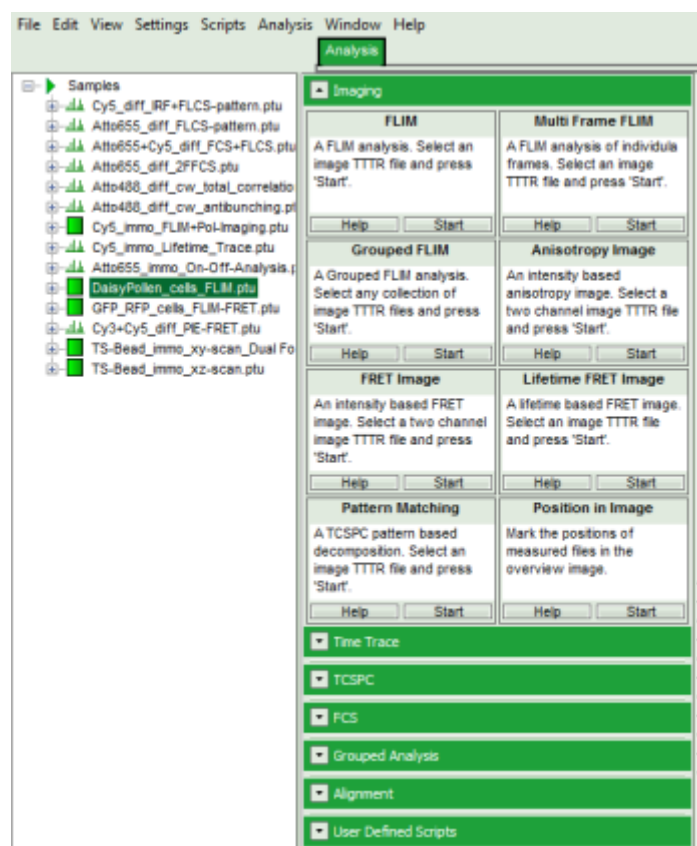 File Edit View Settings Scripts Analysis Window Help
Analysis
Samples
Cy5_diff_IRF+FLCS-pattern.ptu
Atto655_diff_FLCS-pattern.ptu
Atto655+Cy5_diff_FCS+FLCS.ptu
Atto655_diff_2FFCS.ptu
Atto488_diff_cw_total_correlatio
Atto488_diff_cw_antibunching.pt
Cy5_immo_FLIM+Pol-Imaging.ptu
Cy5_immo_Lifetime_Trace.ptu
Atto655_immo_On-Off-Analysis.p
DaisyPollen_cells_FLIM.ptu
GFP_RFP_cells_FLIM-FRET.ptu
Cy3+Cy5_diff_PIE-FRET.ptu
TS-Bead_immo_xy-scan_Dual Fo
TS-Bead_immo_xz-scan.ptu
Imaging
FLIM
A FLIM analysis. Select an
image TTTR file and press
'Start'.
Help Start
Multi Frame FLIM
A FLIM analysis of individula
frames. Select an image
TTTR file and press 'Start'.
Help Start
Grouped FLIM
A Grouped FLIM analysis.
Select any collection of
image TTTR files and press
'Start'.
Help Start
Anisotropy Image
An intensity based
anisotropy image. Select a
two channel image TTTR file
and press 'Start'.
Help Start
FRET Image
An intensity based FRET
image. Select a two channel
image TTTR file and press
'Start'.
Help Start
Lifetime FRET Image
A lifetime based FRET image.
Select an image TTTR file
and press 'Start'.
Help Start
Pattern Matching
A TCSPC pattern based
decomposition. Select an
image TTTR file and press
'Start'.
Help Start
Position in Image
Mark the positions of
measured files in the
overview image.
Help Start
Time Trace
TCSPC
FCS
Grouped Analysis
Alignment
User Defined Scripts